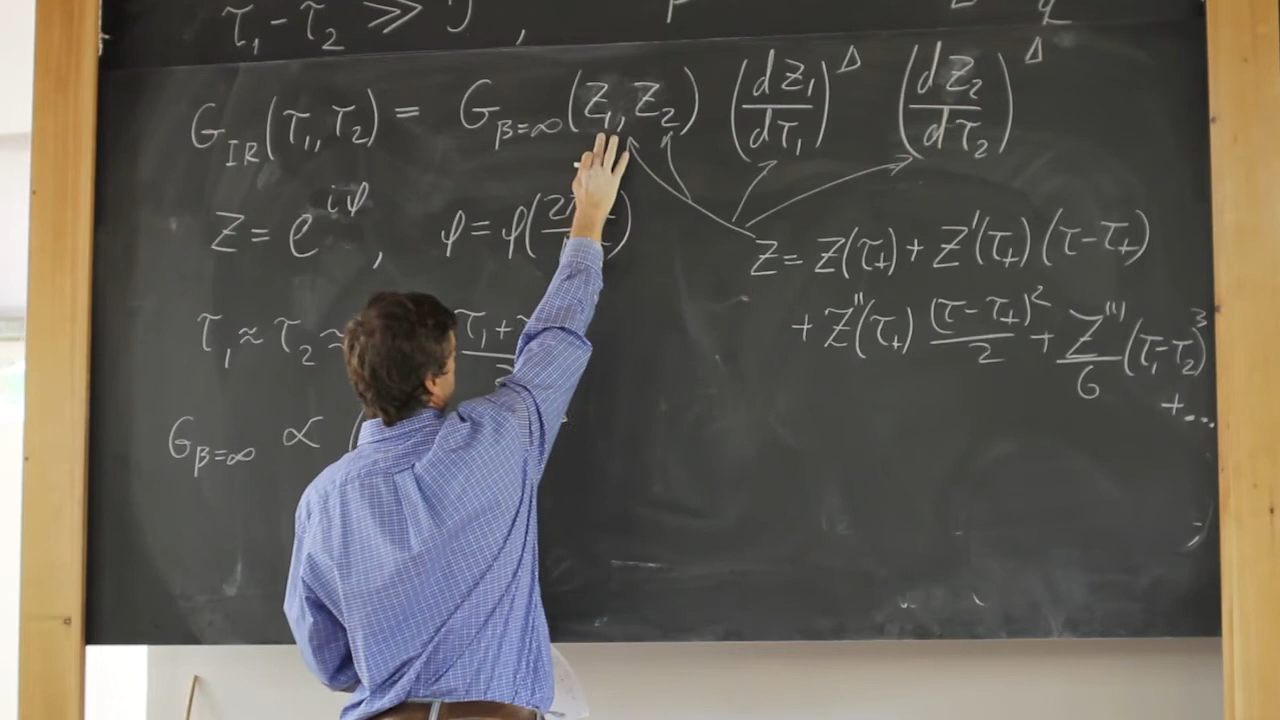 τ₁ - τ₂ ≫ J ,
G_IR(τ₁, τ₂) = G_β=∞(z₁, z₂) (dz₁/dτ₁)^Δ (dz₂/dτ₂)^Δ
z = e^{iφ} , φ = φ(
z = z(τ₊) + z'(τ₊)(τ-τ₊)
+ z''(τ₊) (τ-τ₊)²/2 + z'''/6 (τ₁-τ₂)³
+...
τ₁ ≈ τ₂ ≈ τ₁+
G_β=∞ ∝ (